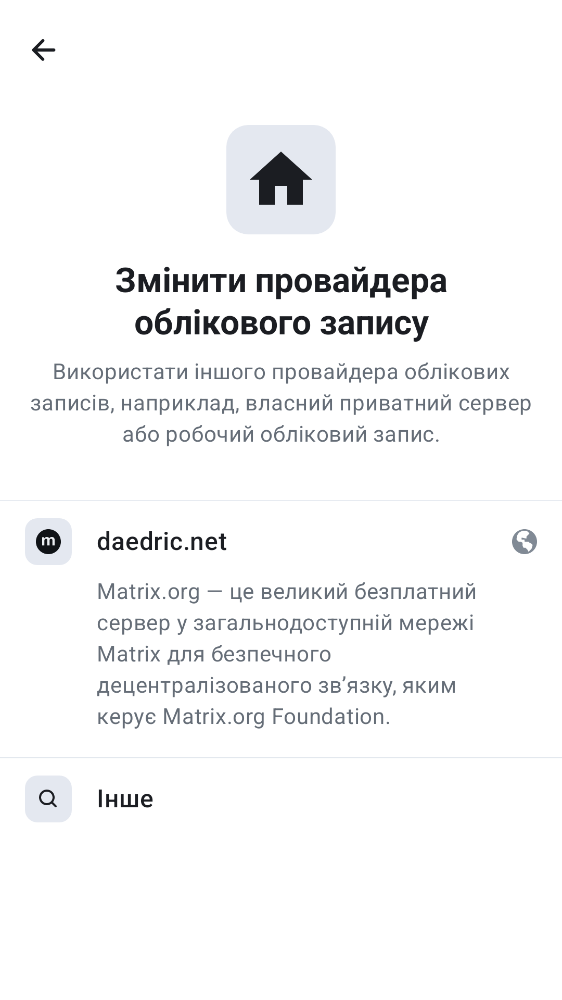 Змінити провайдера
облікового запису
Використати іншого провайдера облікових
записів, наприклад, власний приватний сервер
або робочий обліковий запис.
m
daedric.net
Matrix.org — це великий безплатний
сервер у загальнодоступній мережі
Matrix для безпечного
децентралізованого зв’язку, яким
керує Matrix.org Foundation.
Інше